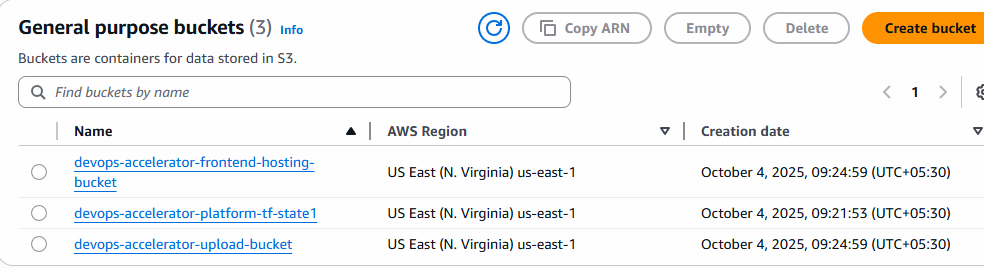 General purpose buckets (3) Info
Copy ARN
Empty
Delete
Create bucket
Buckets are containers for data stored in S3.
Find buckets by name
1
Name AWS Region Creation date
devops-accelerator-frontend-hosting-
bucket
US East (N. Virginia) us-east-1 October 4, 2025, 09:24:59 (UTC+05:30)
devops-accelerator-platform-tf-state1 US East (N. Virginia) us-east-1 October 4, 2025, 09:21:53 (UTC+05:30)
devops-accelerator-upload-bucket US East (N. Virginia) us-east-1 October 4, 2025, 09:24:59 (UTC+05:30)